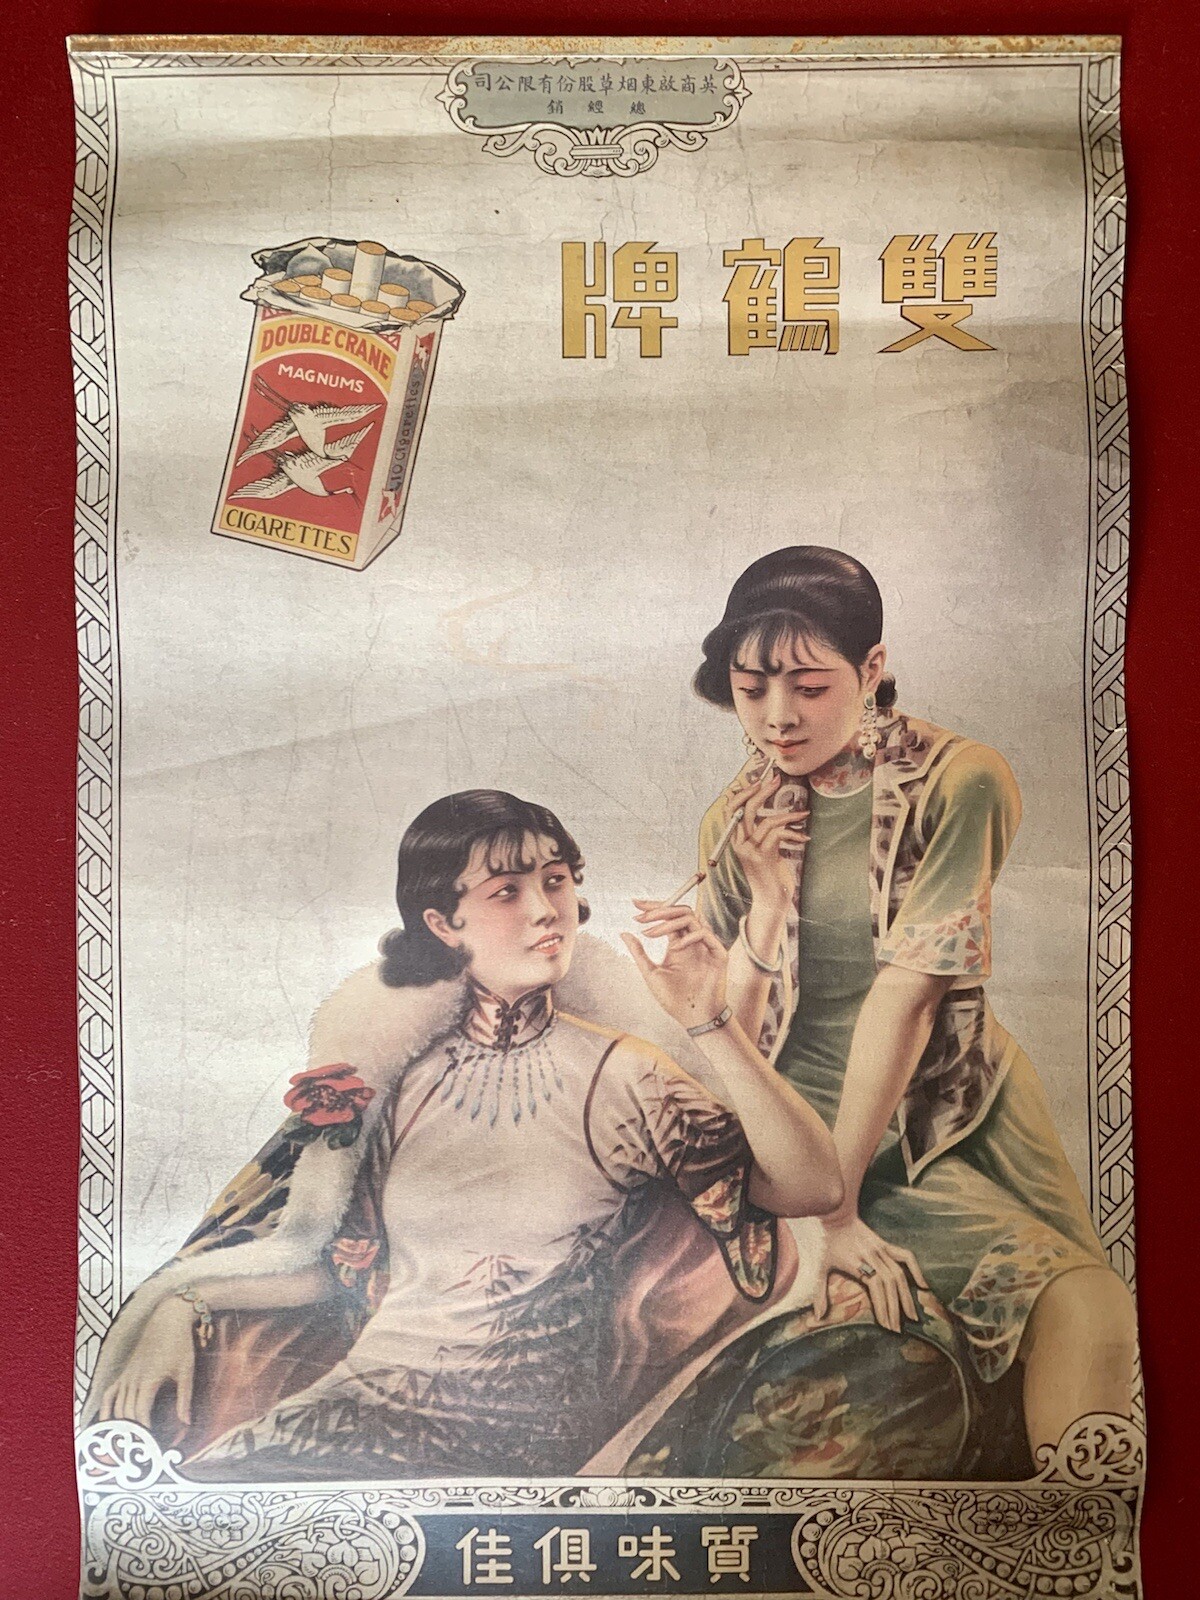 英商啟東烟草股份有限公司
總經銷
雙鶴牌
DOUBLE CRANE
MAGNUMS
10 Cigarettes
CIGARETTES
質味俱佳